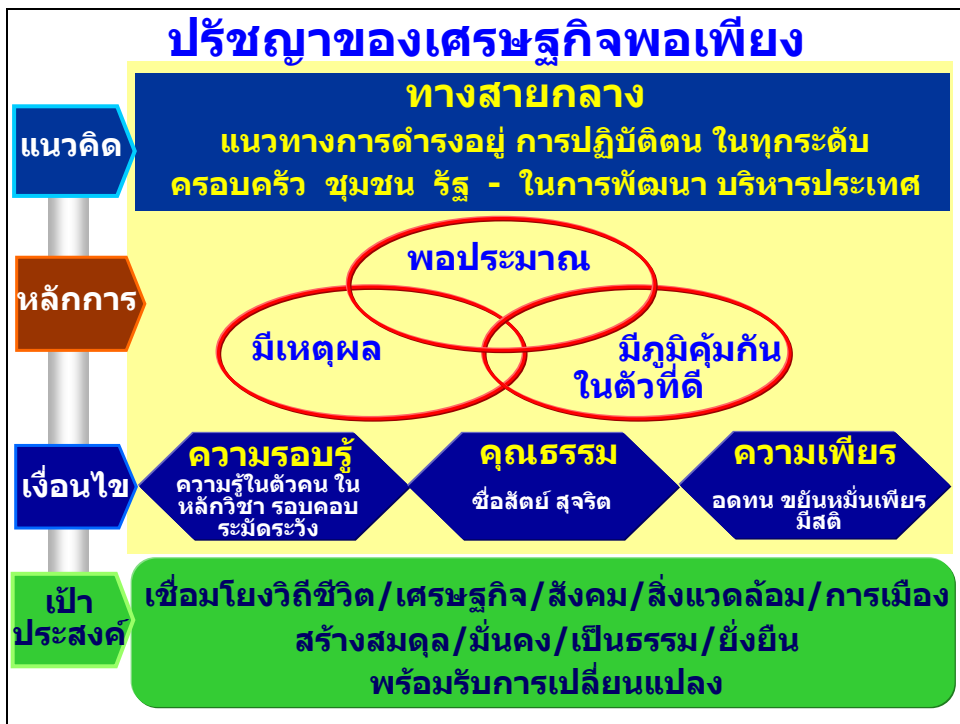 ปรัชญาของเศรษฐกิจพอเพียง
แนวคิด
ทางสายกลาง
แนวทางการดำรงอยู่ การปฏิบัติตน ในทุกระดับ
ครอบครัว ชุมชน รัฐ - ในการพัฒนา บริหารประเทศ
หลักการ
พอประมาณ
มีเหตุผล
มีภูมิคุ้มกัน
ในตัวที่ดี
เงื่อนไข
ความรอบรู้
ความรู้ในตัวคน ใน
หลักวิชา รอบคอบ
ระมัดระวัง
คุณธรรม
ซื่อสัตย์ สุจริต
ความเพียร
อดทน ขยันหมั่นเพียร
มีสติ
เป้า
ประสงค์
เชื่อมโยงวิถีชีวิต/เศรษฐกิจ/สังคม/สิ่งแวดล้อม/การเมือง
สร้างสมดุล/มั่นคง/เป็นธรรม/ยั่งยืน
พร้อมรับการเปลี่ยนแปลง